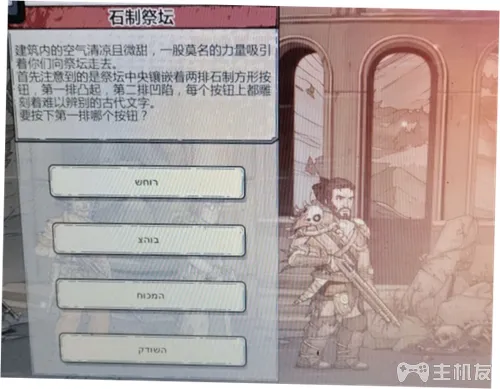 石制祭坛
建筑内的空气清凉且微甜，一股莫名的力量吸引
着你们向祭坛走去。
首先注意到的是祭坛中央镶嵌着两排石制方形按
钮，第一排凸起，第二排凹陷，每个按钮上都雕
刻着难以辨别的古代文字。
要按下第一排哪个按钮？
רוחשו
בוהצ
המכוח
השודק
主机友